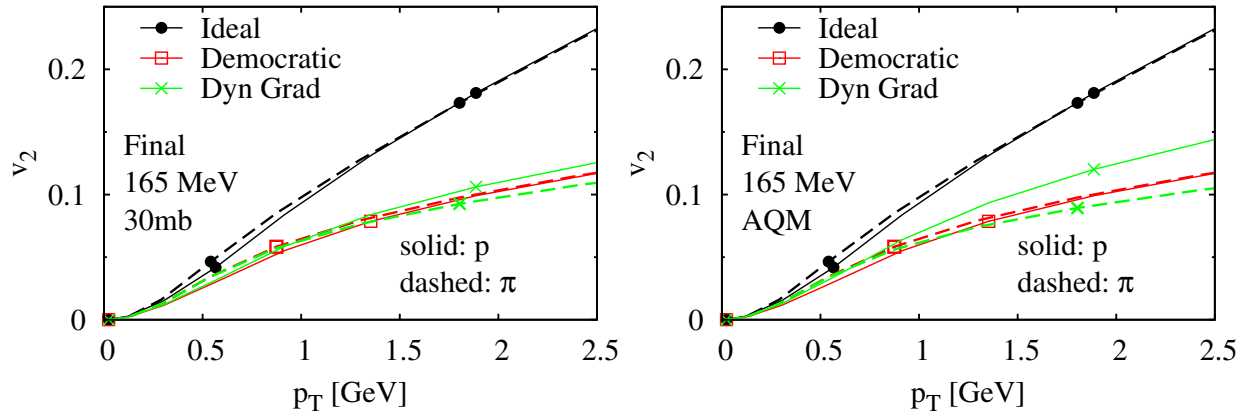 Ideal
Democratic
Dyn Grad
Final
165 MeV
30mb
solid: p
dashed: π
v2
0
0.1
0.2
0
0.5
1
1.5
2
2.5
pT [GeV]
Ideal
Democratic
Dyn Grad
Final
165 MeV
AQM
solid: p
dashed: π
v2
0
0.1
0.2
0
0.5
1
1.5
2
2.5
pT [GeV]